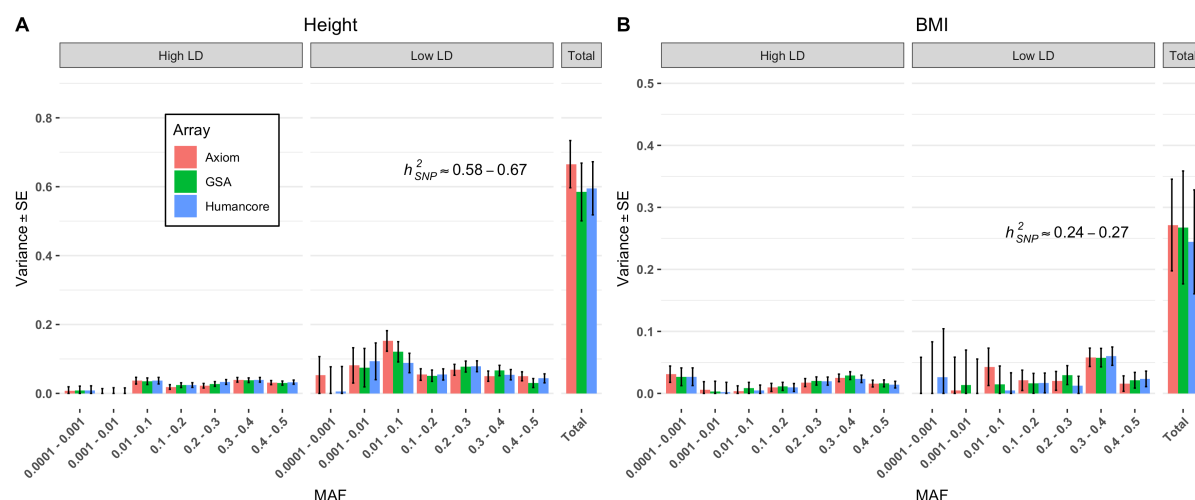 A
Height
High LD
Low LD
Total
Variance ± SE
0.8
0.6
0.4
0.2
0.0
Array
Axiom
GSA
Humancore
h²SNP ≈ 0.58 – 0.67
0.0001 - 0.001
0.001 - 0.01
0.01 - 0.1
0.1 - 0.2
0.2 - 0.3
0.3 - 0.4
0.4 - 0.5
0.0001 - 0.001
0.001 - 0.01
0.01 - 0.1
0.1 - 0.2
0.2 - 0.3
0.3 - 0.4
0.4 - 0.5
Total
MAF
B
BMI
High LD
Low LD
Total
Variance ± SE
0.5
0.4
0.3
0.2
0.1
0.0
h²SNP ≈ 0.24 – 0.27
0.0001 - 0.001
0.001 - 0.01
0.01 - 0.1
0.1 - 0.2
0.2 - 0.3
0.3 - 0.4
0.4 - 0.5
0.0001 - 0.001
0.001 - 0.01
0.01 - 0.1
0.1 - 0.2
0.2 - 0.3
0.3 - 0.4
0.4 - 0.5
Total
MAF